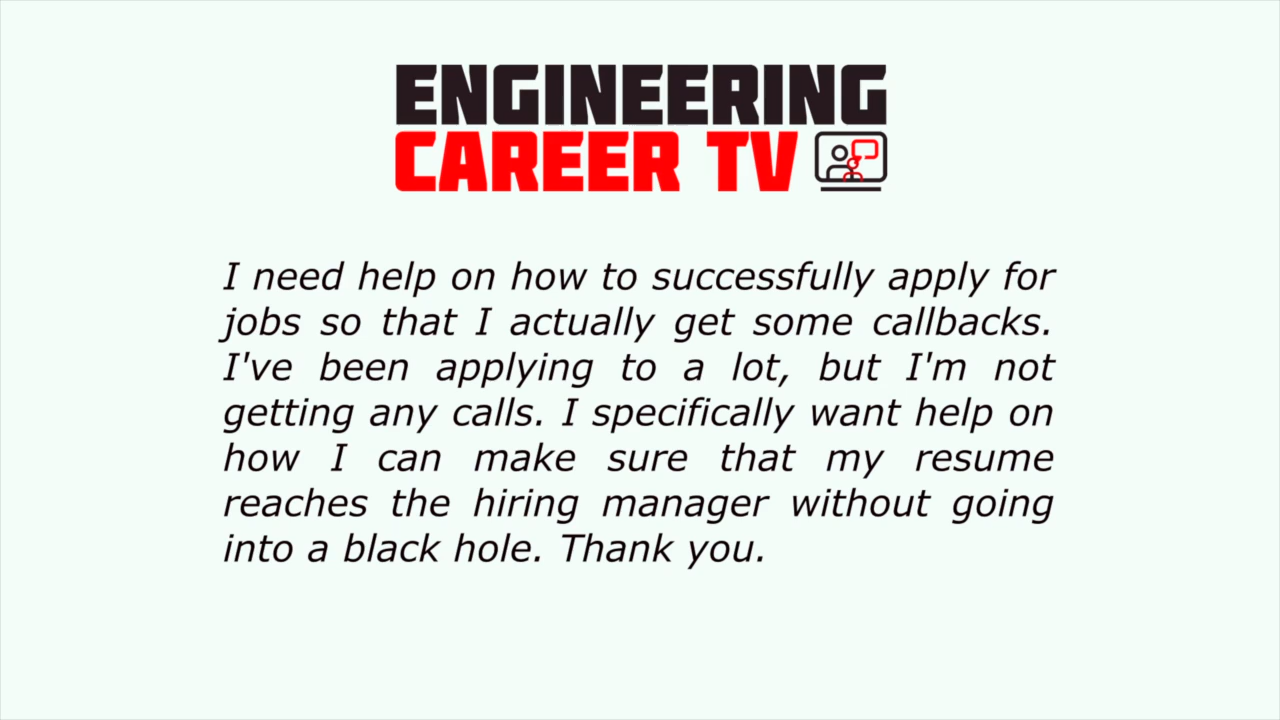 ENGINEERING
CAREER TV
I need help on how to successfully apply for
jobs so that I actually get some callbacks.
I've been applying to a lot, but I'm not
getting any calls. I specifically want help on
how I can make sure that my resume
reaches the hiring manager without going
into a black hole. Thank you.